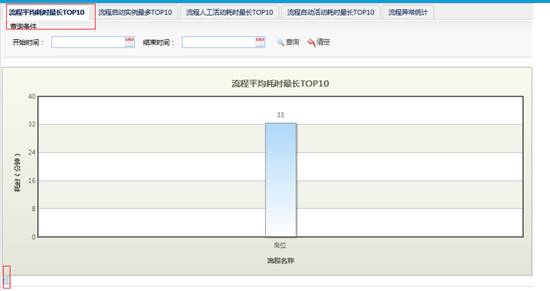 流程平均耗时最长TOP10 流程启动实例最多TOP10 流程人工活动耗时最长TOP10 流程自动活动耗时最长TOP10 流程异常统计
查询条件
开始时间： 结束时间： 查询 清空
流程平均耗时最长TOP10
40
33
32
24
16
8
0
耗时（分钟）
岗位
流程名称